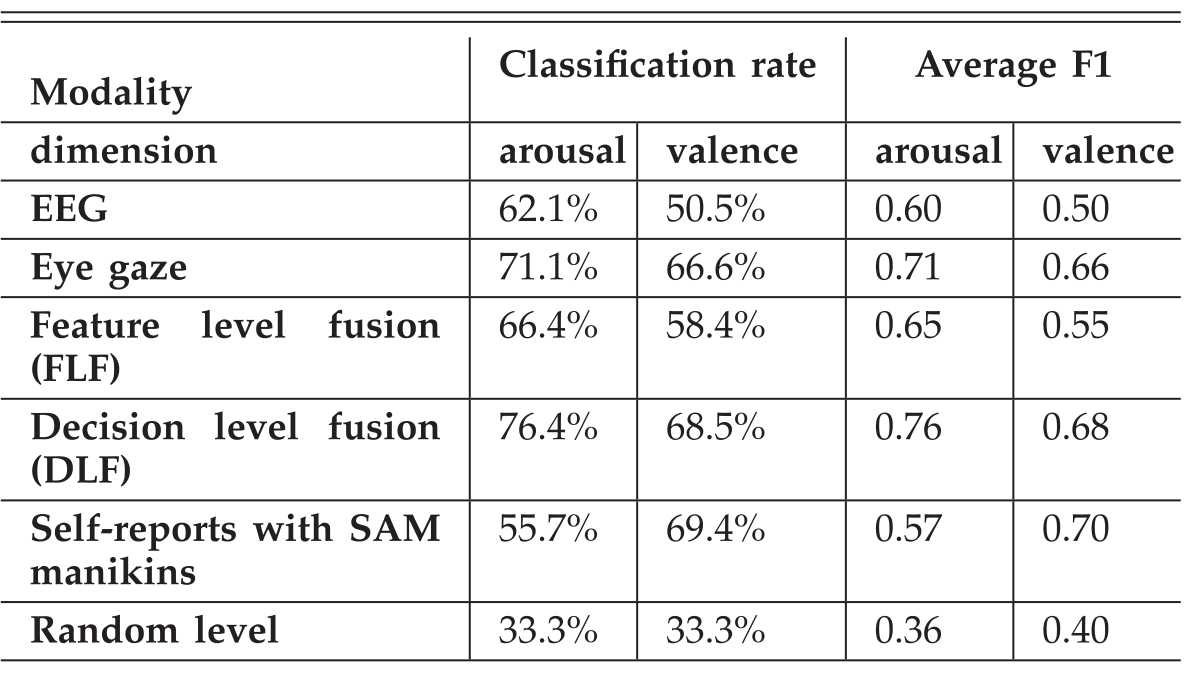 Modality Classification rate Average F1
dimension arousal valence arousal valence
EEG 62.1% 50.5% 0.60 0.50
Eye gaze 71.1% 66.6% 0.71 0.66
Feature level fusion 66.4% 58.4% 0.65 0.55
(FLF)
Decision level fusion 76.4% 68.5% 0.76 0.68
(DLF)
Self-reports with SAM 55.7% 69.4% 0.57 0.70
manikins
Random level 33.3% 33.3% 0.36 0.40